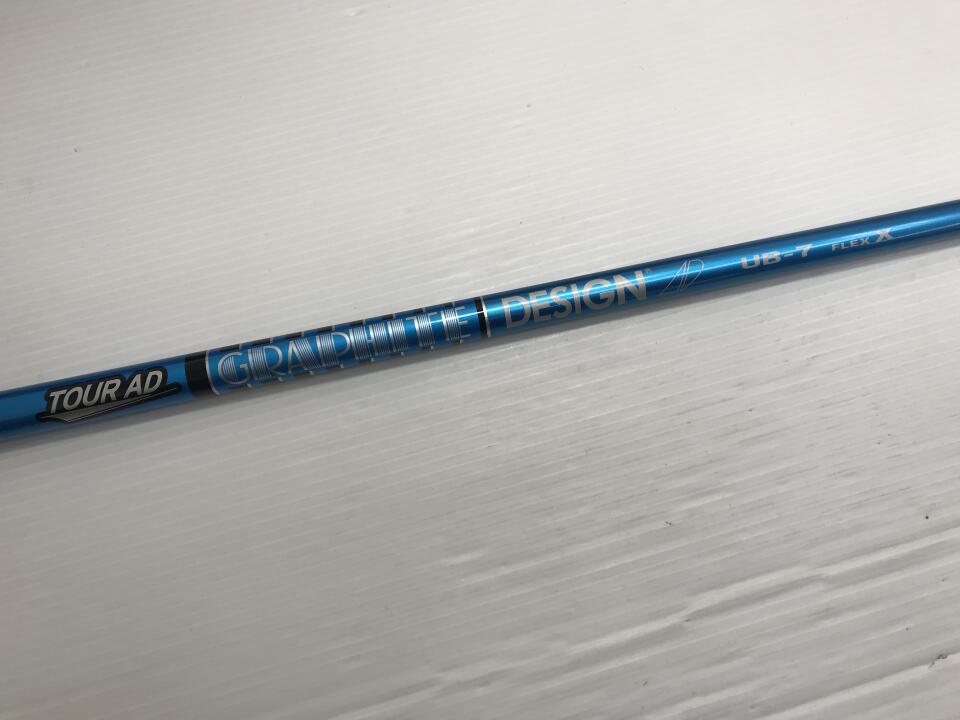 TOUR AD GRAPHITE DESIGN® AD UB-7 FLEX X